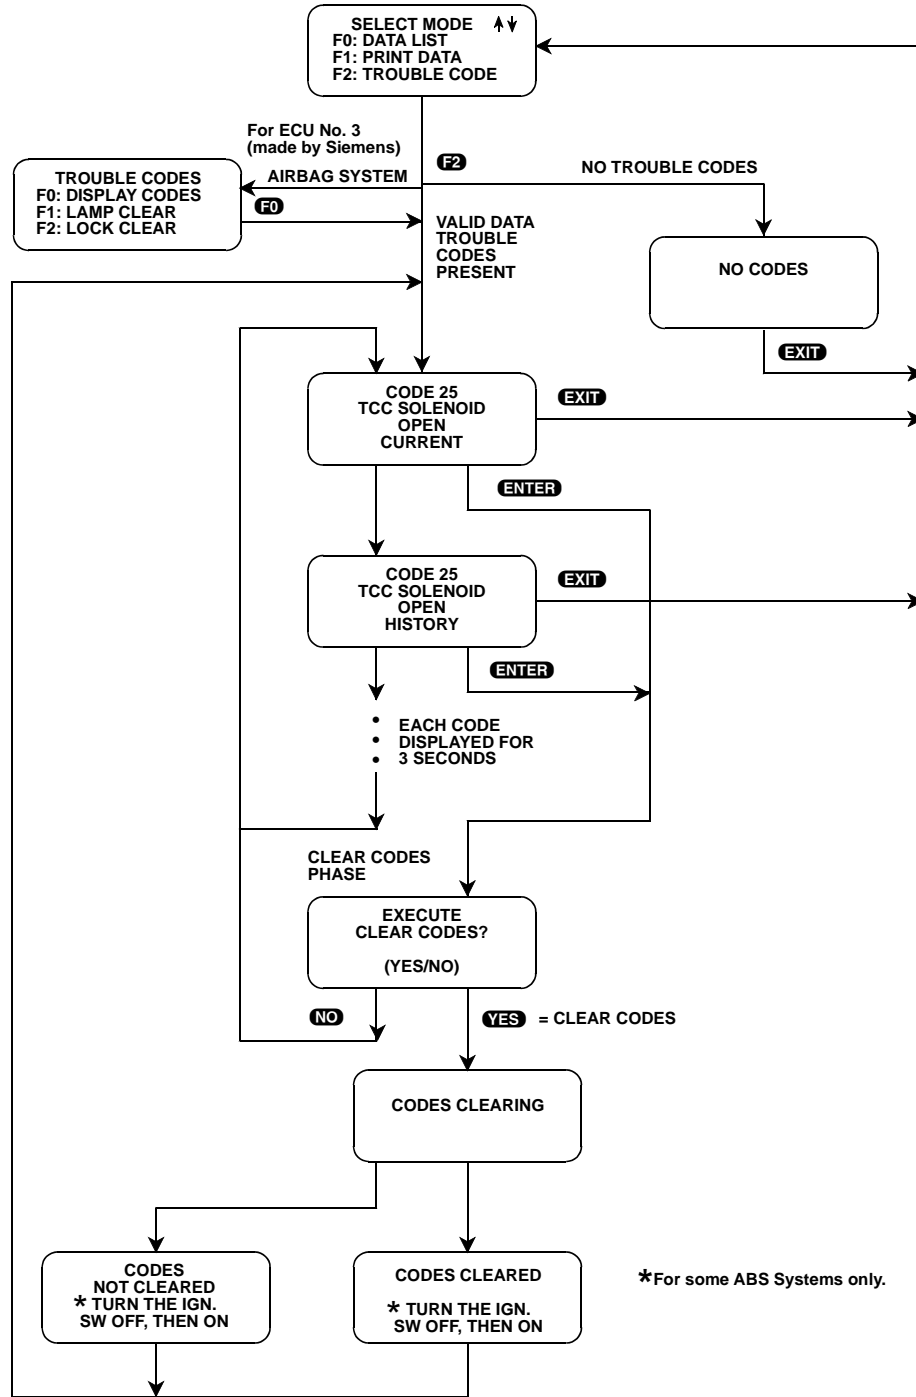 SELECT MODE
F0: DATA LIST
F1: PRINT DATA
F2: TROUBLE CODE
For ECU No. 3
(made by Siemens)
AIRBAG SYSTEM
F2
NO TROUBLE CODES
TROUBLE CODES
F0: DISPLAY CODES
F1: LAMP CLEAR
F2: LOCK CLEAR
F0
VALID DATA
TROUBLE
CODES
PRESENT
NO CODES
EXIT
CODE 25
TCC SOLENOID
OPEN
CURRENT
EXIT
ENTER
CODE 25
TCC SOLENOID
OPEN
HISTORY
EXIT
ENTER
EACH CODE
DISPLAYED FOR
3 SECONDS
CLEAR CODES
PHASE
EXECUTE
CLEAR CODES?
(YES/NO)
NO
YES = CLEAR CODES
CODES CLEARING
CODES
NOT CLEARED
* TURN THE IGN.
SW OFF, THEN ON
CODES CLEARED
* TURN THE IGN.
SW OFF, THEN ON
*For some ABS Systems only.